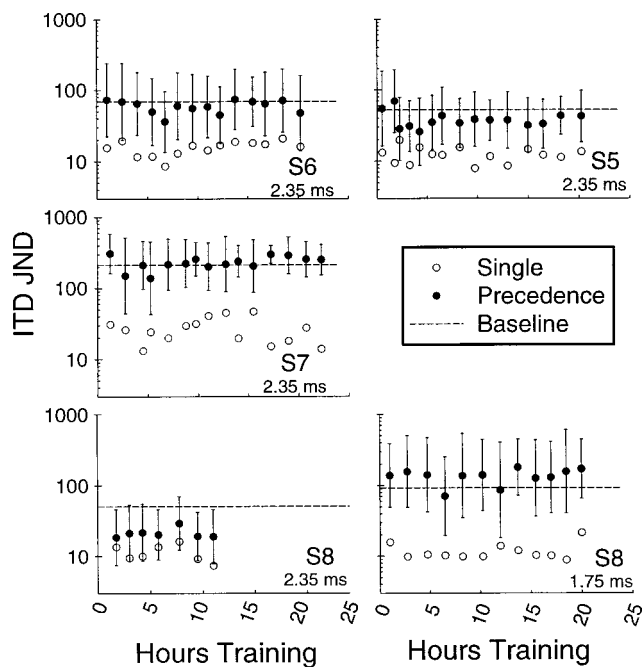 1000
100
10
S6
2.35 ms
S5
2.35 ms
ITD JND
1000
100
10
S7
2.35 ms
Single
Precedence
Baseline
1000
100
10
S8
2.35 ms
S8
1.75 ms
0 5 10 15 20 25
0 5 10 15 20 25
Hours Training
Hours Training